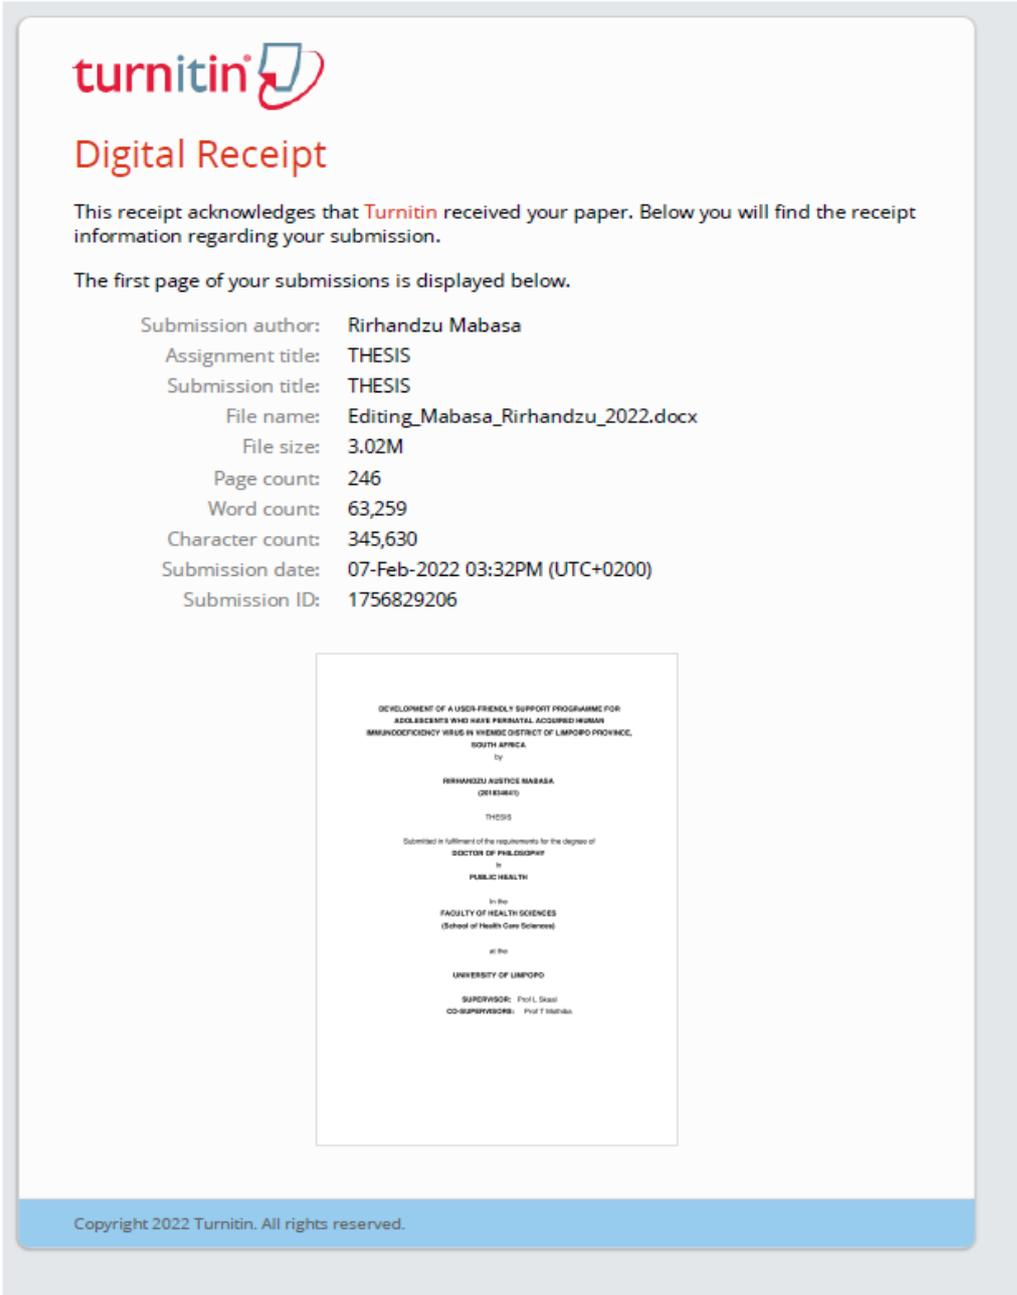 turnitin
Digital Receipt
This receipt acknowledges that Turnitin received your paper. Below you will find the receipt
information regarding your submission.
The first page of your submissions is displayed below.
Submission author: Rirhandzu Mabasa
Assignment title: THESIS
Submission title: THESIS
File name: Editing_Mabasa_Rirhandzu_2022.docx
File size: 3.02M
Page count: 246
Word count: 63,259
Character count: 345,630
Submission date: 07-Feb-2022 03:32PM (UTC+0200)
Submission ID: 1756829206
DEVELOPMENT OF A USER-FRIENDLY SUPPORT PROGRAMME FOR
ADOLESCENTS WHO HAVE PERINATAL ACQUIRED HUMAN
IMMUNODEFICIENCY VIRUS IN VHEMBE DISTRICT OF LIMPOPO PROVINCE,
SOUTH AFRICA
by
RIRHANDZU AUSTICE MABASA
THESIS
Submitted in fulfilment of the requirements for the degree of
DOCTOR OF PHILOSOPHY
in
PUBLIC HEALTH
in the
FACULTY OF HEALTH SCIENCES
(School of Health Care Sciences)
at the
UNIVERSITY OF LIMPOPO
SUPERVISOR: Prof L
CO-SUPERVISORS: Prof T
Copyright 2022 Turnitin. All rights reserved.